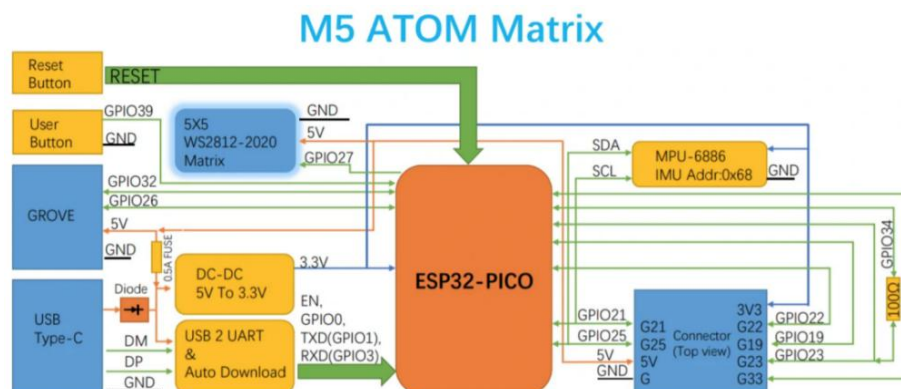 M5 ATOM Matrix
Reset
Button
RESET
User
Button
GPIO39
GND
5X5
WS2812-2020
Matrix
GND
5V
GPIO27
GROVE
GPIO32
GPIO26
5V
GND
0.5A FUSE
DC-DC
5V To 3.3V
3.3V
USB
Type-C
Diode
DM
DP
GND
USB 2 UART
&
Auto Download
EN,
GPIO0,
TXD(GPIO1),
RXD(GPIO3),
ESP32-PICO
SDA
SCL
MPU-6886
IMU Addr:0x68
GND
GPIO34
100Ω
GPIO21
GPIO25
5V
GND
G21
G25
5V
G
Connector
(Top view)
3V3
G22
G19
G23
G33
GPIO22
GPIO19
GPIO23